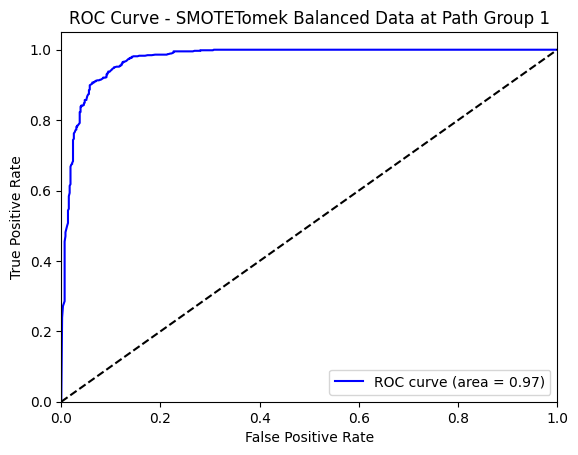 ROC Curve - SMOTETomek Balanced Data at Path Group 1
True Positive Rate
1.0
0.8
0.6
0.4
0.2
0.0
ROC curve (area = 0.97)
0.0 0.2 0.4 0.6 0.8 1.0
False Positive Rate